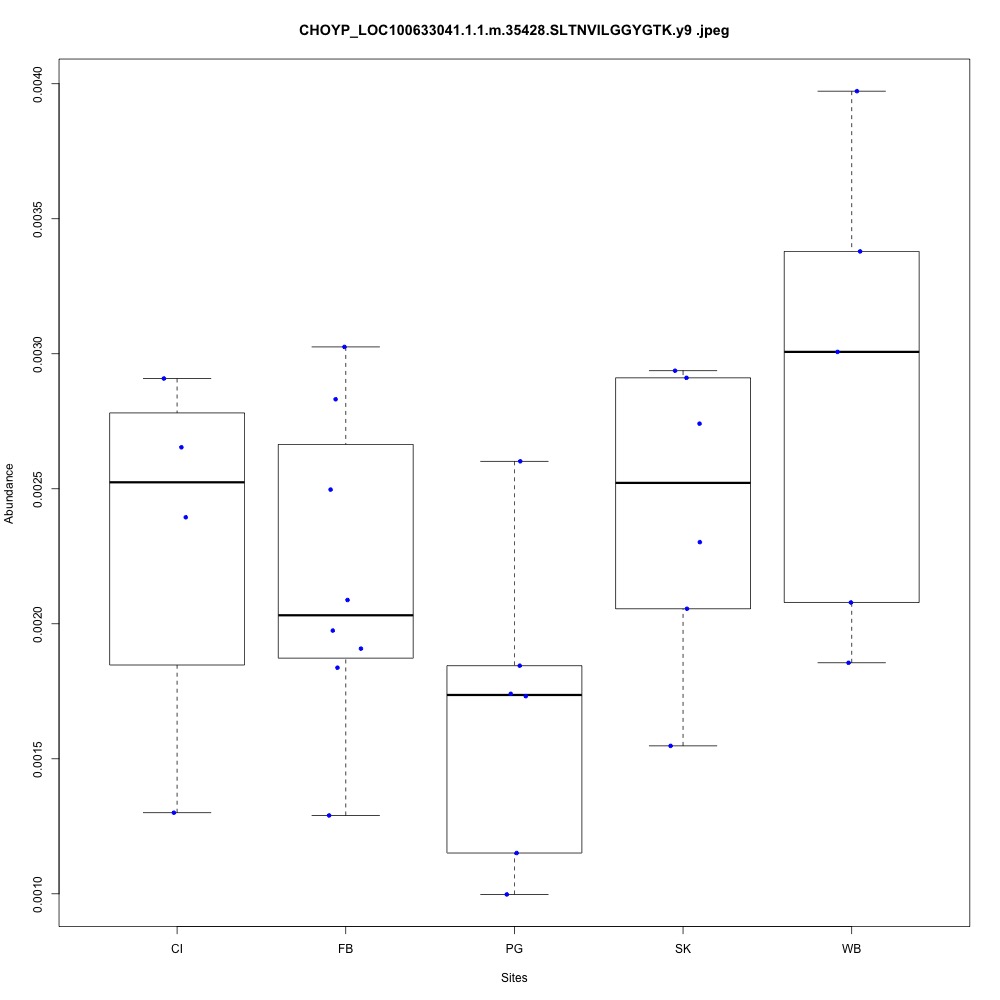 CHOYP_LOC100633041.1.1.m.35428.SLTNVILGGYGTK.y9 .jpeg
0.0040
0.0035
0.0030
0.0025
0.0020
0.0015
0.0010
Abundance
CI FB PG SK WB
Sites